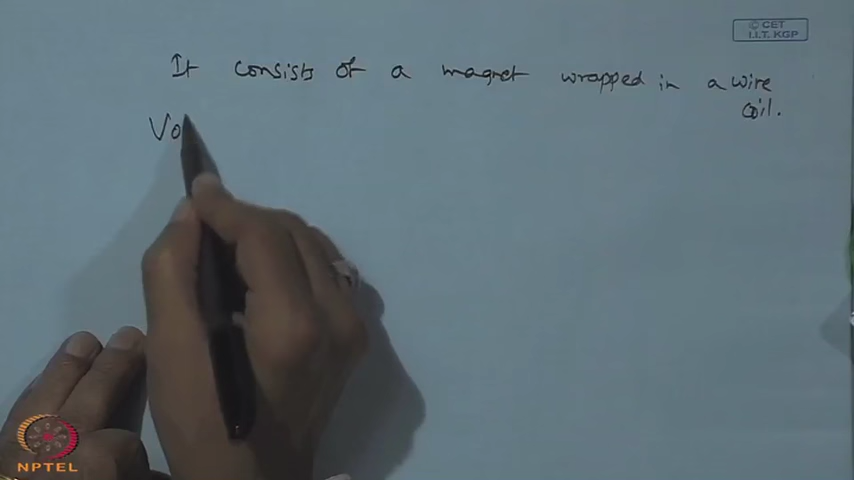 © CET
I.I.T. KGP
It consists of a magnet wrapped in a wire
coil.
Vo
NPTEL